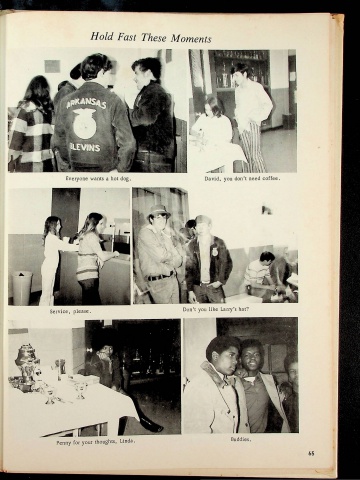 Hold Fast These Moments
ARKANSAS
BLEVINS
Everyone wants a hot dog.
David, you don't need coffee.
Service, please.
Don't you like Larry's hat?
Penny for your thoughts, Linda.
Buddies.
65